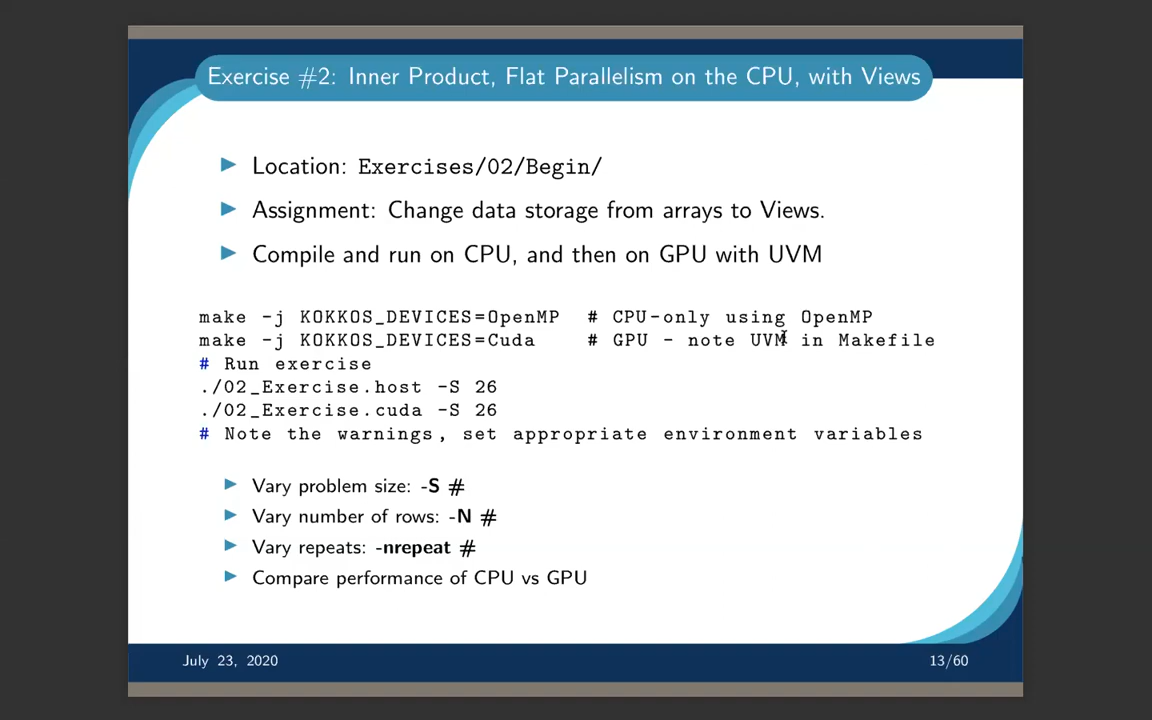 Exercise #2: Inner Product, Flat Parallelism on the CPU, with Views
Location: Exercises/02/Begin/
Assignment: Change data storage from arrays to Views.
Compile and run on CPU, and then on GPU with UVM
make -j KOKKOS_DEVICES=OpenMP # CPU-only using OpenMP
make -j KOKKOS_DEVICES=Cuda # GPU - note UVM in Makefile
# Run exercise
./02_Exercise.host -S 26
./02_Exercise.cuda -S 26
# Note the warnings, set appropriate environment variables
Vary problem size: -S #
Vary number of rows: -N #
Vary repeats: -nrepeat #
Compare performance of CPU vs GPU
July 23, 2020
13/60